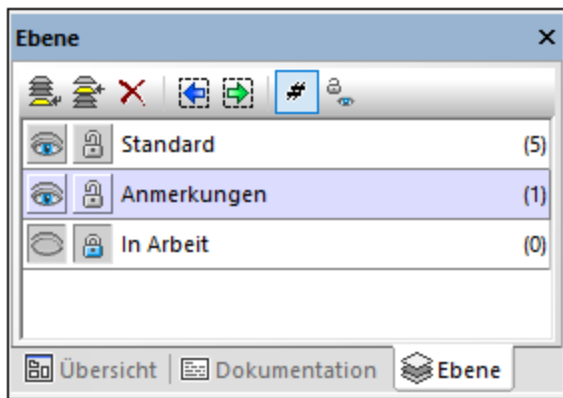 Ebene
Standard (5)
Anmerkungen (1)
In Arbeit (0)
Übersicht Dokumentation Ebene